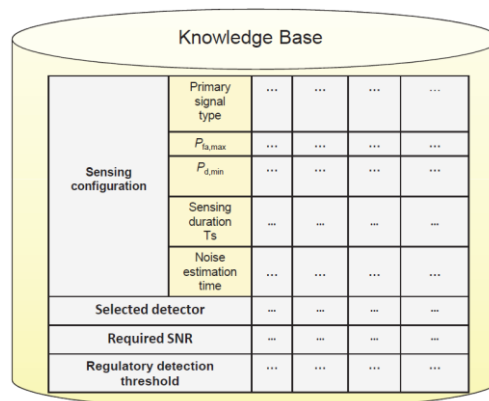 Knowledge Base
Primary
signal
type
... ... ... ...
Pfa,max
... ... ... ...
Sensing
configuration
Pd,min
... ... ... ...
Sensing
duration
Ts
... ... ... ...
Noise
estimation
time
... ... ... ...
Selected detector
... ... ... ...
Required SNR
... ... ... ...
Regulatory detection
threshold
... ... ... ...